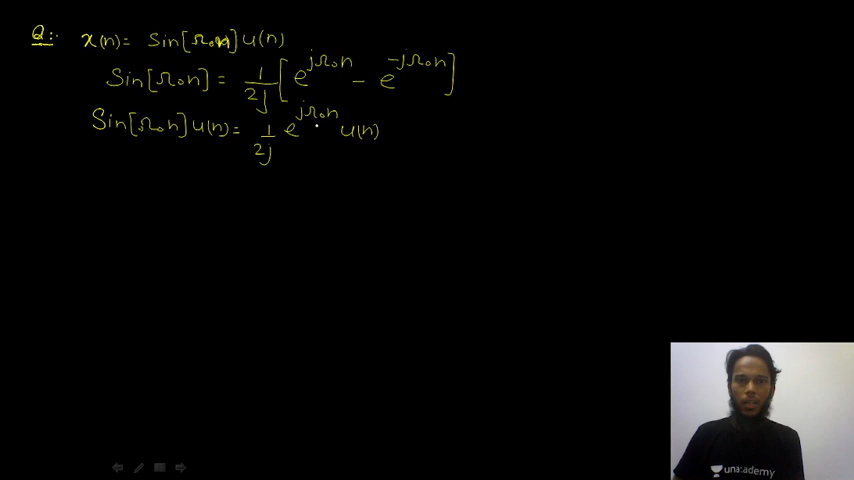 Q:- x(n)= Sin[Ω₀n]u(n)
Sin[Ω₀n] = 1/2j [e^jΩ₀n - e^-jΩ₀n]
Sin[Ω₀n]u(n)= 1/2j e^jΩ₀n u(n)
unacademy